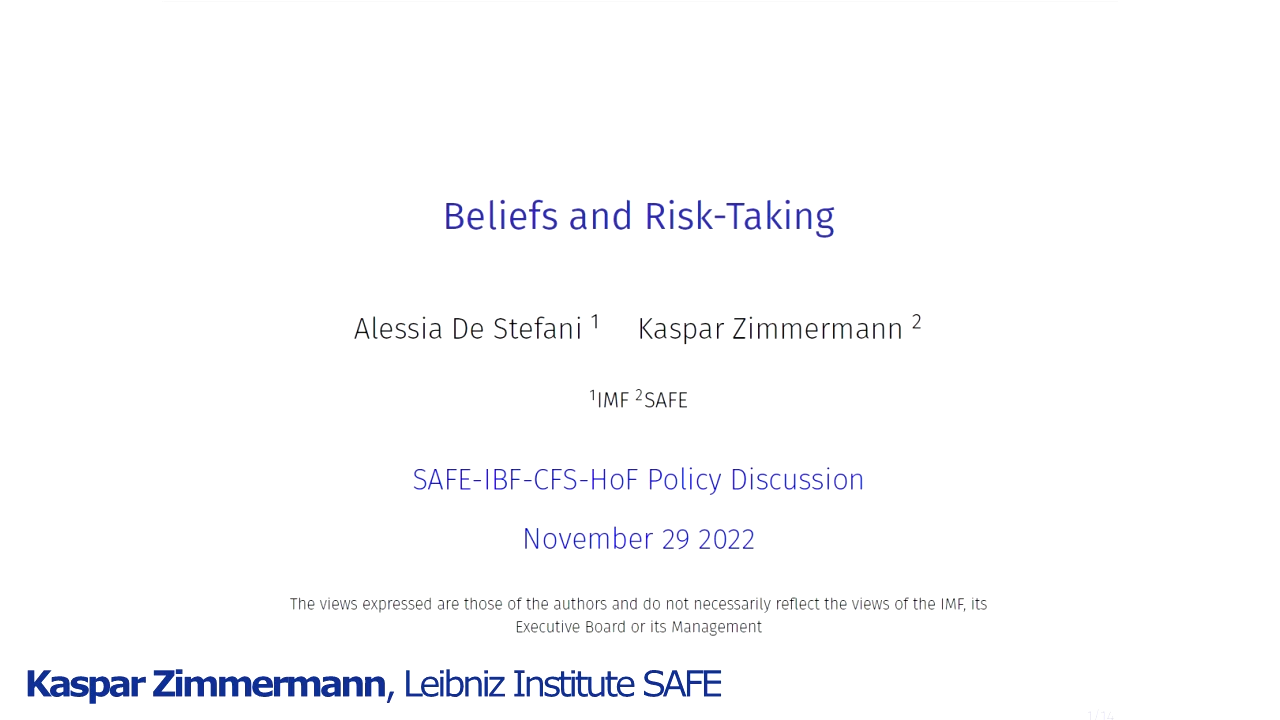 Beliefs and Risk-Taking
Alessia De Stefani ¹ Kaspar Zimmermann ²
¹IMF ²SAFE
SAFE-IBF-CFS-HoF Policy Discussion
November 29 2022
The views expressed are those of the authors and do not necessarily reflect the views of the IMF, its
Executive Board or its Management
Kaspar Zimmermann, Leibniz Institute SAFE
1/14